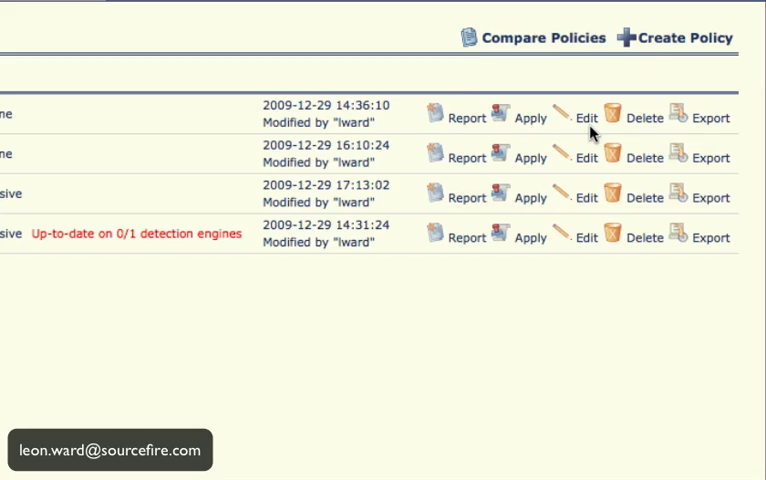 Compare Policies Create Policy
ne 2009-12-29 14:36:10 Report Apply Edit Delete Export
Modified by "lward"
ne 2009-12-29 16:10:24 Report Apply Edit Delete Export
Modified by "lward"
sive 2009-12-29 17:13:02 Report Apply Edit Delete Export
Modified by "lward"
sive Up-to-date on 0/1 detection engines 2009-12-29 14:31:24 Report Apply Edit Delete Export
Modified by "lward"
leon.ward@sourcefire.com